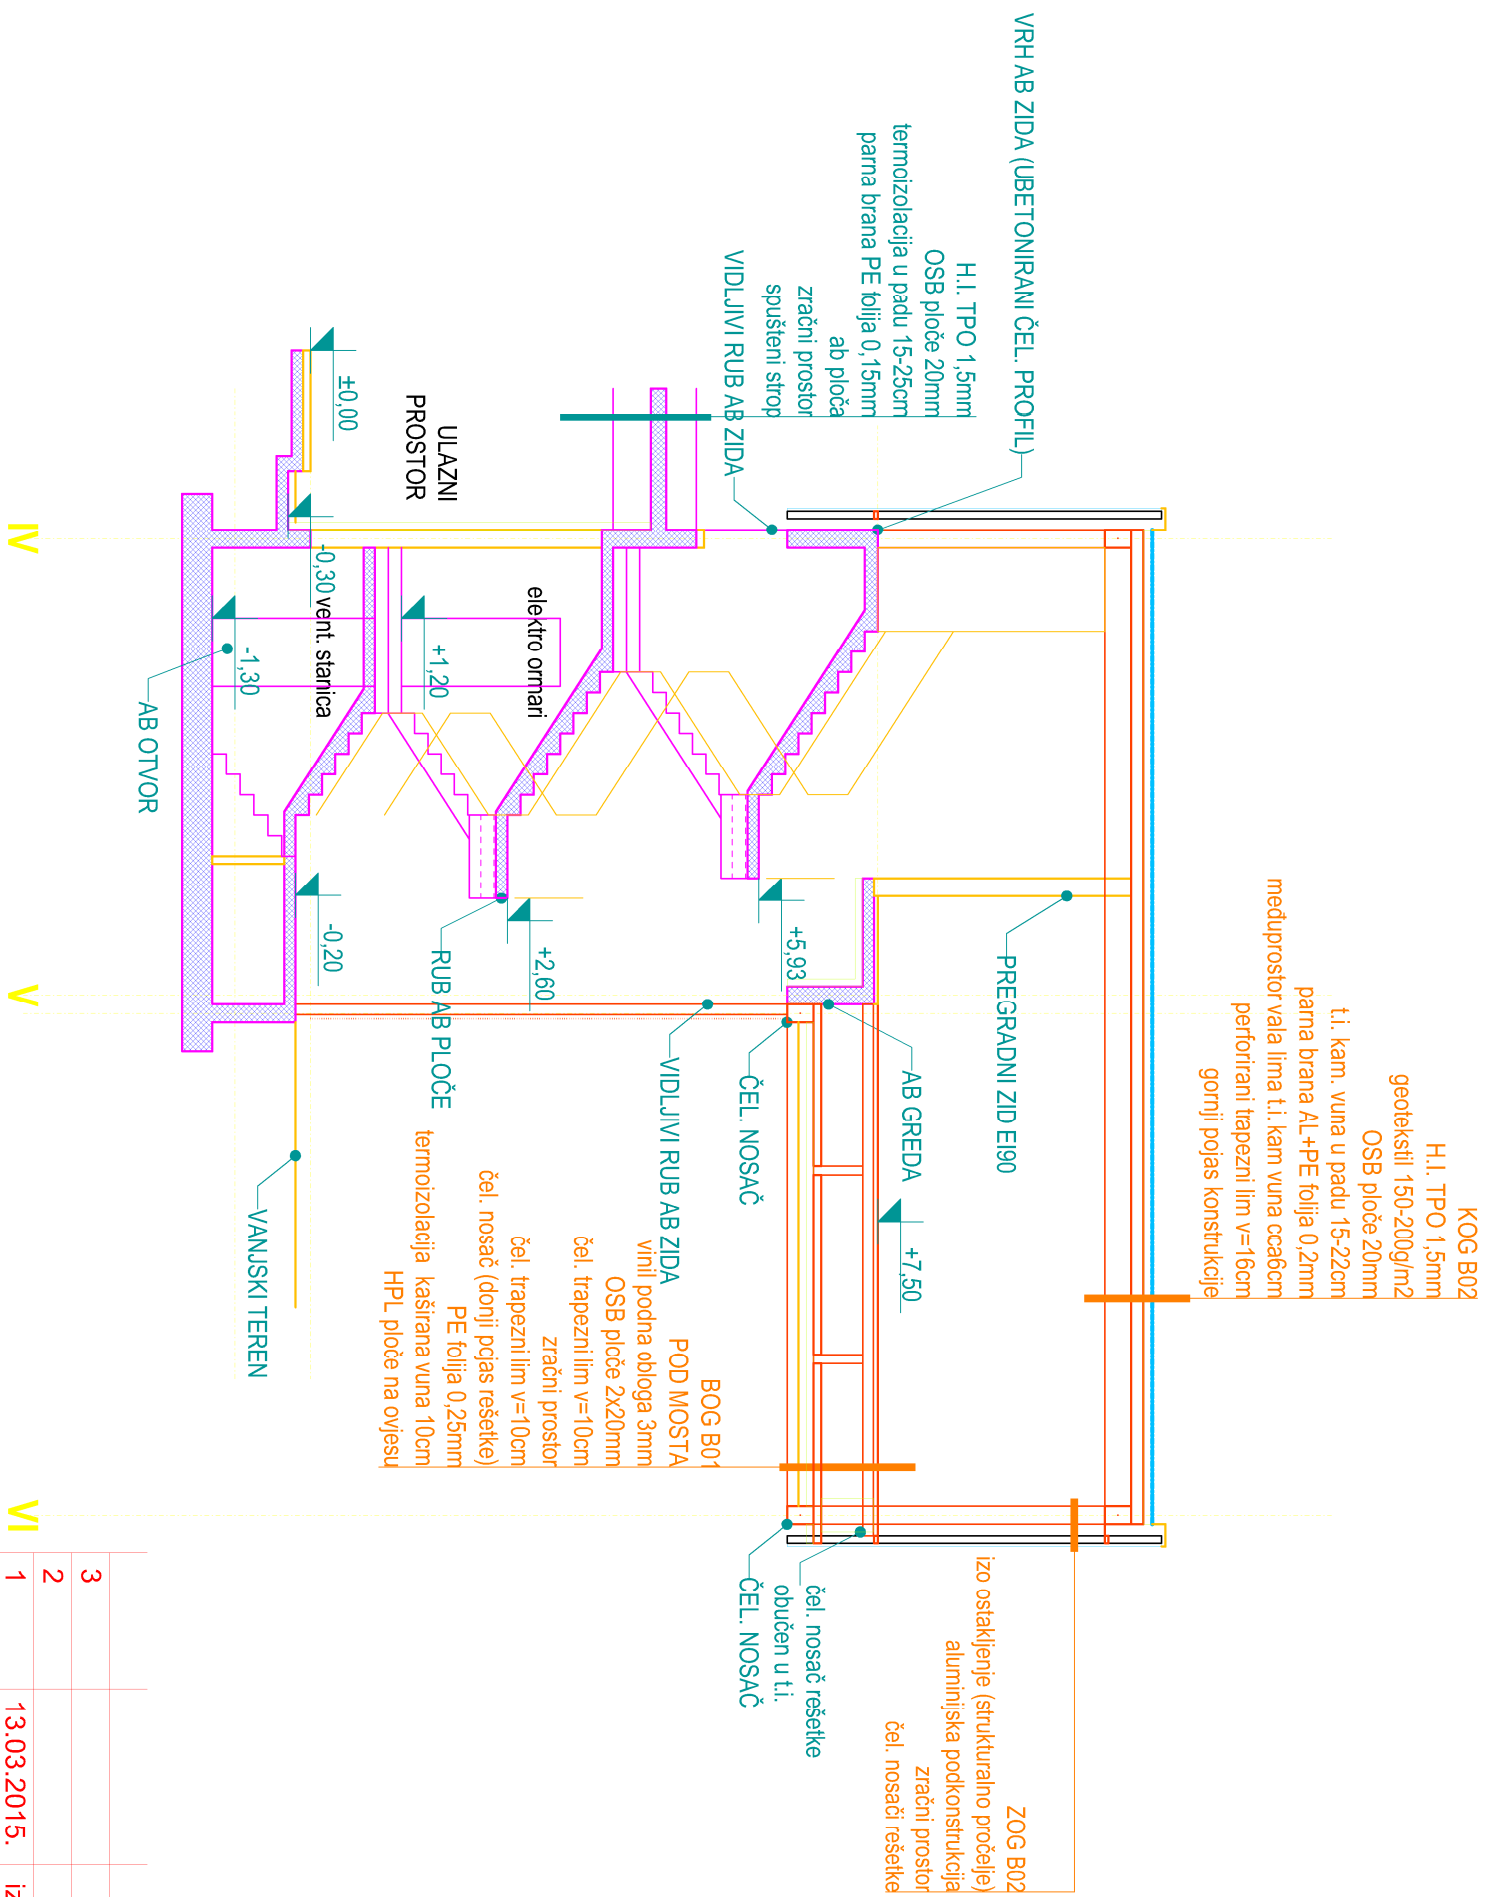 VRH AB ZIDA (UBETONIRANI ČEL. PROFIL)
H.I. TPO 1,5mm
OSB ploče 20mm
termoizolacija u padu 15-25cm
parna brana PE folija 0,15mm
ab ploča
zračni prostor
spušteni strop
VIDLJIVI RUB AB ZIDA
KOG B02
H.I. TPO 1,5mm
geotekstil 150-200g/m2
OSB ploče 20mm
t.i. kam. vuna u padu 15-22cm
parna brana AL+PE folija 0,2mm
međuprostor vala lima t.i. kam vuna cca6cm
perforirani trapezni lim v=16cm
gornji pojas konstrukcije
ZOG B02
izo ostakljenje (strukturalno pročelje)
aluminijska podkonstrukcija
zračni prostor
čel. nosači rešetke
PREGRADNI ZID EI90
AB GREDA
+7,50
+5,93
ČEL. NOSAČ
čel. nosač rešetke
obučen u t.i.
ČEL. NOSAČ
BOG B01
POD MOSTA
vinil podna obloga 3mm
OSB ploče 2x20mm
čel. trapezni lim v=10cm
zračni prostor
čel. trapezni lim v=10cm
čel. nosač (donji pojas rešetke)
PE folija 0,25mm
termoizolacija kaširana vuna 10cm
HPL ploče na ovjesu
VIDLJIVI RUB AB ZIDA
elektro ormari
+2,60
ULAZNI
PROSTOR
+1,20
RUB AB PLOČE
±0,00
-0,30
vent. stanica
-0,20
-1,30
VANJSKI TEREN
AB OTVOR
IV
V
VI
3
2
1 13.03.2015. iz